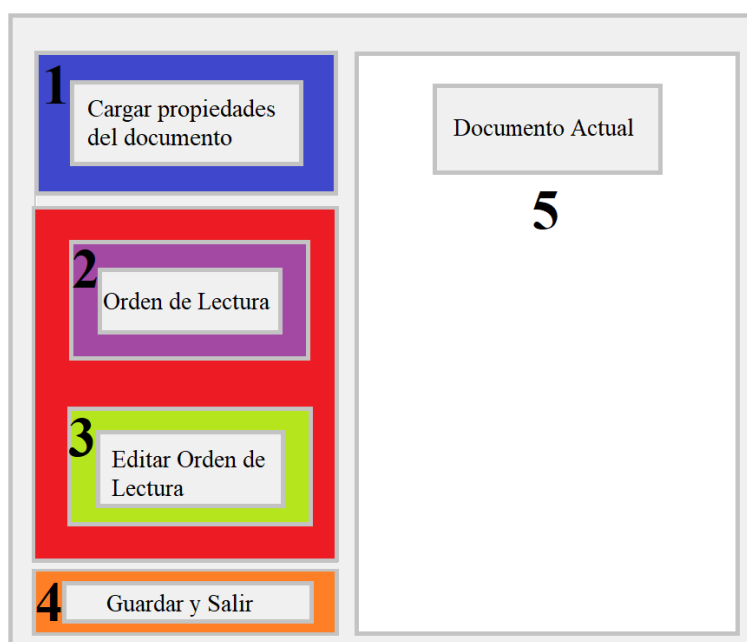 1
Cargar propiedades
del documento
2
Orden de Lectura
3
Editar Orden de
Lectura
4
Guardar y Salir
Documento Actual
5